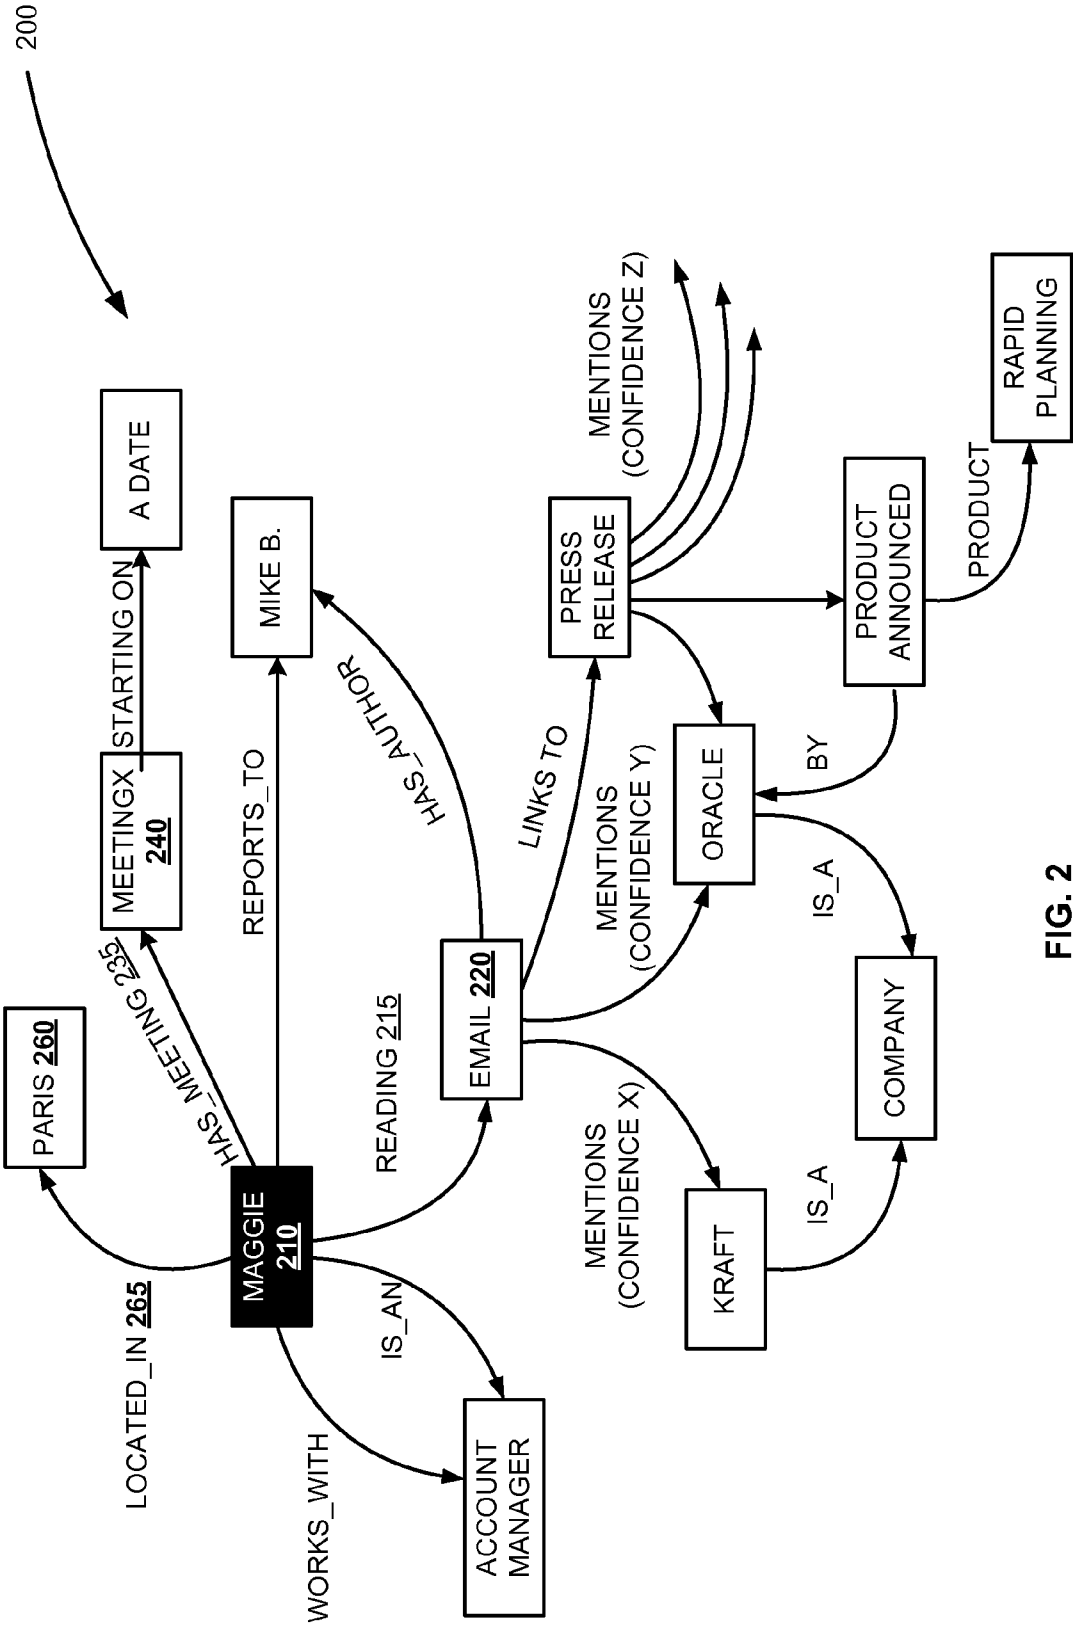 200
PARIS 260
LOCATED_IN 265
HAS_MEETING 235
MEETINGX
240
STARTING ON
A DATE
MAGGIE
210
REPORTS_TO
MIKE B.
WORKS_WITH
IS_AN
READING 215
HAS_AUTHOR
ACCOUNT
MANAGER
EMAIL 220
LINKS TO
PRESS
RELEASE
MENTIONS
(CONFIDENCE Z)
MENTIONS
(CONFIDENCE X)
MENTIONS
(CONFIDENCE Y)
KRAFT
ORACLE
IS_A
IS_A
BY
PRODUCT
ANNOUNCED
COMPANY
PRODUCT
RAPID
PLANNING
FIG. 2